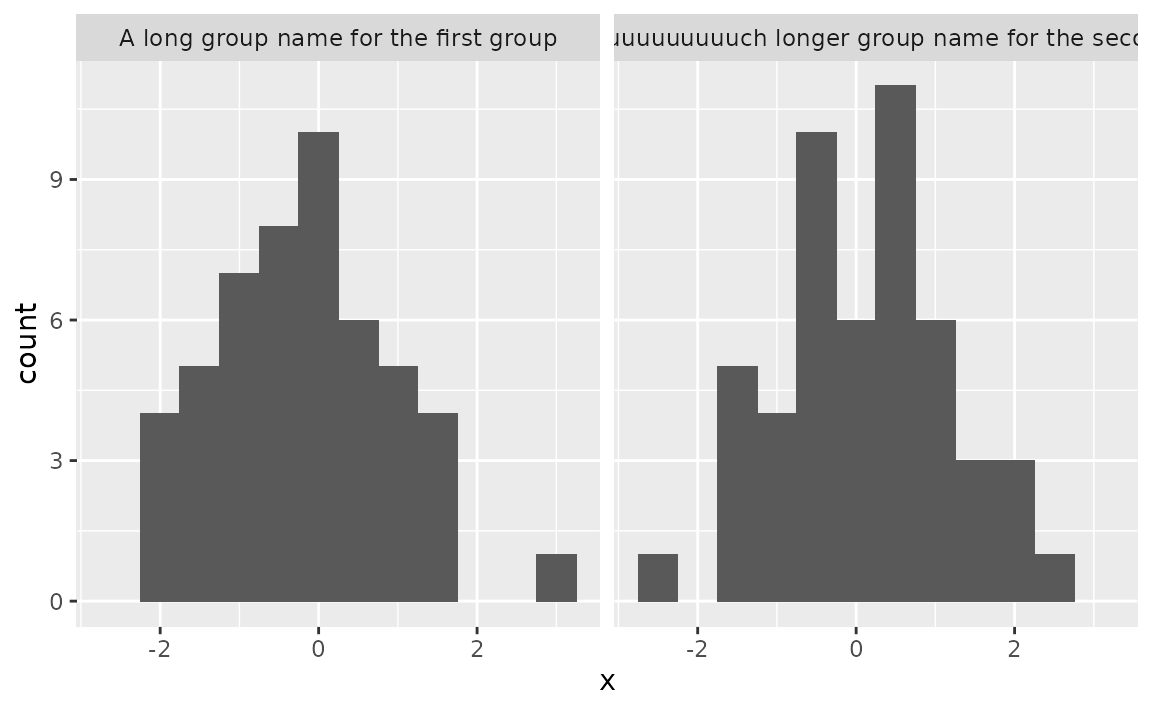 A long group name for the first group
uuuuuuuuuch longer group name for the seco
count
9
6
3
0
-2 0 2
-2 0 2
x